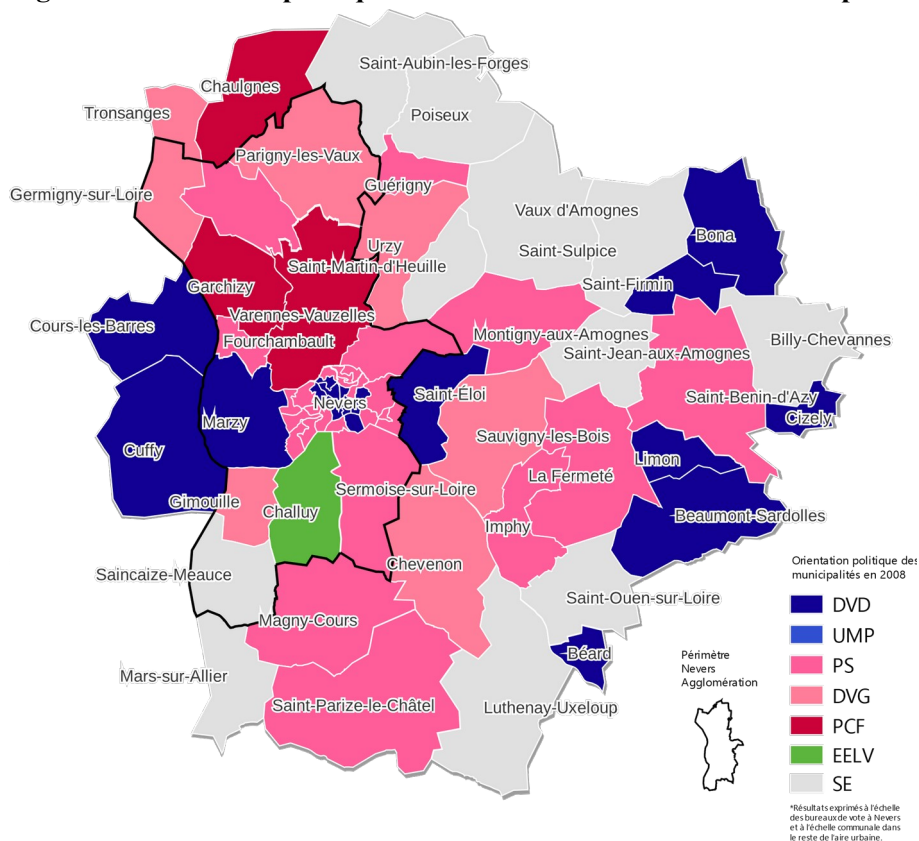 Saint-Aubin-les-Forges
Chaulgnes
Tronsanges
Poiseux
Parigny-les-Vaux
Germigny-sur-Loire
Guérigny
Vaux d'Amognes
Bona
Urzy
Saint-Sulpice
Saint-Martin-d'Heuille
Garchizy
Saint-Firmin
Cours-les-Barres
Varennes-Vauzelles
Fourchambault
Montigny-aux-Amognes
Billy-Chevannes
Saint-Jean-aux-Amognes
Saint-Éloi
Nevers
Saint-Benin-d'Azy
Marzy
Cizely
Sauvigny-les-Bois
Cuffy
Limon
La Fermeté
Sermoise-sur-Loire
Gimouille
Challuy
Beaumont-Sardolles
Imphy
Chevenon
Saincaize-Meauce
Saint-Ouen-sur-Loire
Magny-Cours
Béard
Mars-sur-Allier
Saint-Parize-le-Châtel
Luthenay-Uxeloup
Périmètre
Nevers
Agglomération
Orientation politique des
municipalités en 2008
DVD
UMP
PS
DVG
PCF
EELV
SE
*Résultats exprimés à l'échelle
des bureaux de vote à Nevers
et à l'échelle communale dans
le reste de l'aire urbaine.